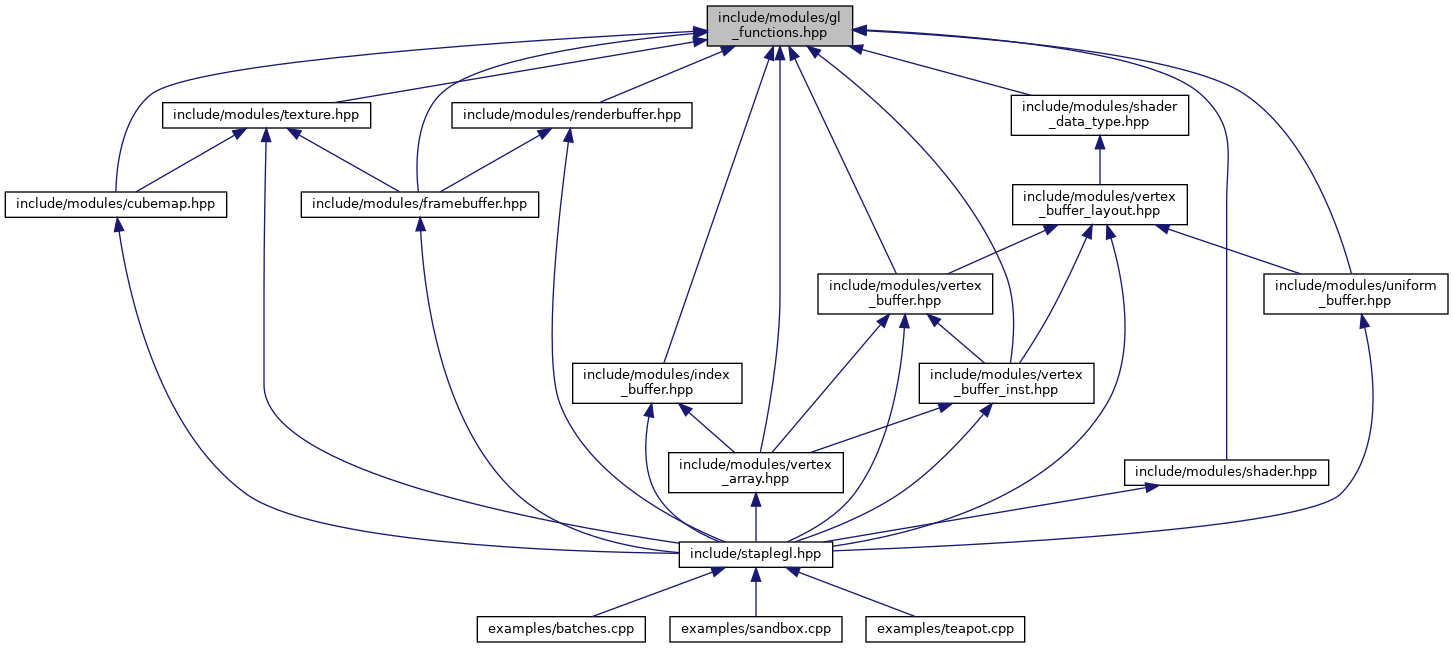 include/modules/gl
_functions.hpp
include/modules/texture.hpp
include/modules/renderbuffer.hpp
include/modules/shader
_data_type.hpp
include/modules/cubemap.hpp
include/modules/framebuffer.hpp
include/modules/vertex
_buffer_layout.hpp
include/modules/vertex
_buffer.hpp
include/modules/uniform
_buffer.hpp
include/modules/index
_buffer.hpp
include/modules/vertex
_buffer_inst.hpp
include/modules/vertex
_array.hpp
include/modules/shader.hpp
include/staplegl.hpp
examples/batches.cpp
examples/sandbox.cpp
examples/teapot.cpp